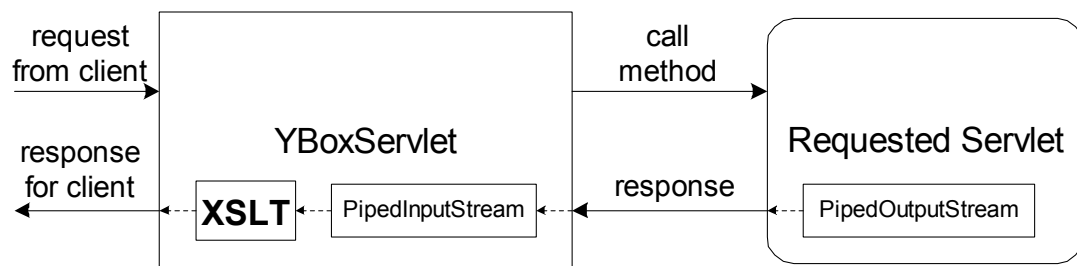 request
from client
call
method
YBoxServlet
Requested Servlet
response
for client
response
XSLT
PipedInputStream
PipedOutputStream